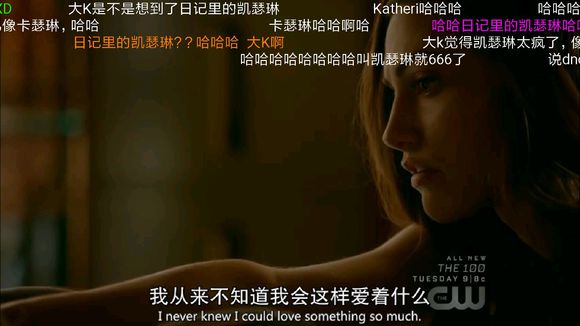 XD 大K是不是想到了日记里的凯瑟琳 Katheri哈哈哈 哈哈哈
像卡瑟琳，哈哈 卡瑟琳哈哈啊哈 哈哈日记里的凯瑟琳哈
日记里的凯瑟琳??哈哈哈 大K啊 大k觉得凯瑟琳太疯了，像
哈哈哈哈哈哈哈哈叫凯瑟琳就666了 说dno
ALL NEW
THE 100
TUESDAY 9|8c
THE CW
我从来不知道我会这样爱着什么
I never knew I could love something so much.